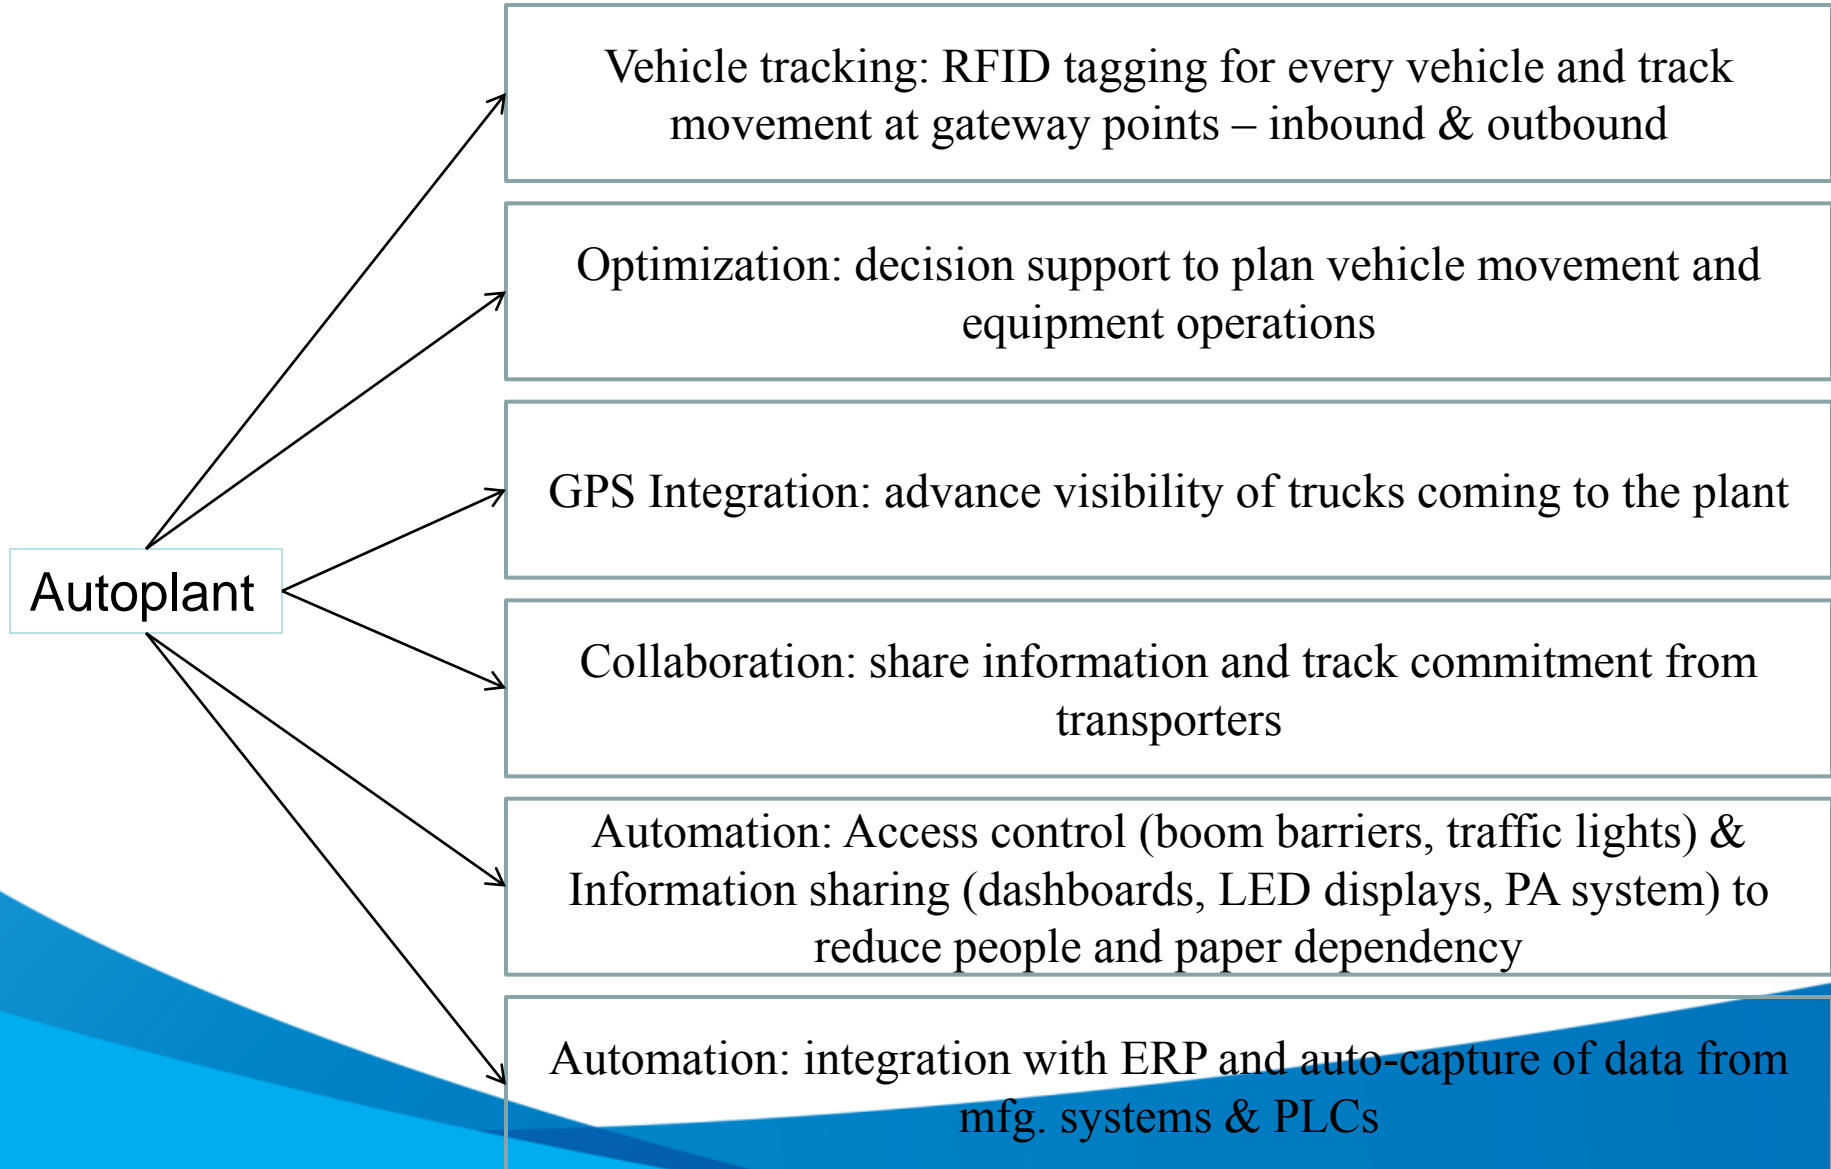 Vehicle tracking: RFID tagging for every vehicle and track
movement at gateway points – inbound & outbound
Optimization: decision support to plan vehicle movement and
equipment operations
GPS Integration: advance visibility of trucks coming to the plant
Autoplant
Collaboration: share information and track commitment from
transporters
Automation: Access control (boom barriers, traffic lights) &
Information sharing (dashboards, LED displays, PA system) to
reduce people and paper dependency
Automation: integration with ERP and auto-capture of data from
mfg. systems & PLCs